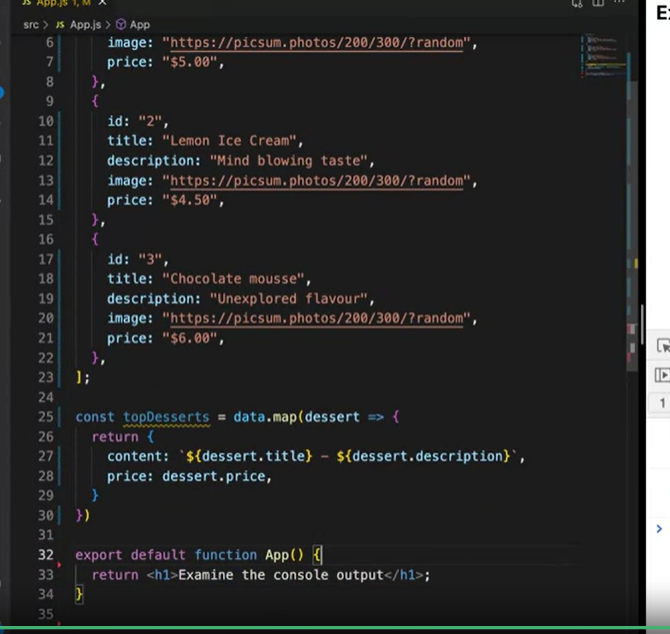 JS App.js 1, M ×
src > JS App.js > App
6 image: "https://picsum.photos/200/300/?random",
7 price: "$5.00",
8 },
9 {
10 id: "2",
11 title: "Lemon Ice Cream",
12 description: "Mind blowing taste",
13 image: "https://picsum.photos/200/300/?random",
14 price: "$4.50",
15 },
16 {
17 id: "3",
18 title: "Chocolate mousse",
19 description: "Unexplored flavour",
20 image: "https://picsum.photos/200/300/?random",
21 price: "$6.00",
22 },
23 ];
24
25 const topDesserts = data.map(dessert => {
26 return {
27 content: `${dessert.title} - ${dessert.description}`,
28 price: dessert.price,
29 }
30 })
31
32 export default function App() {
33 return <h1>Examine the console output</h1>;
34 }
35
1